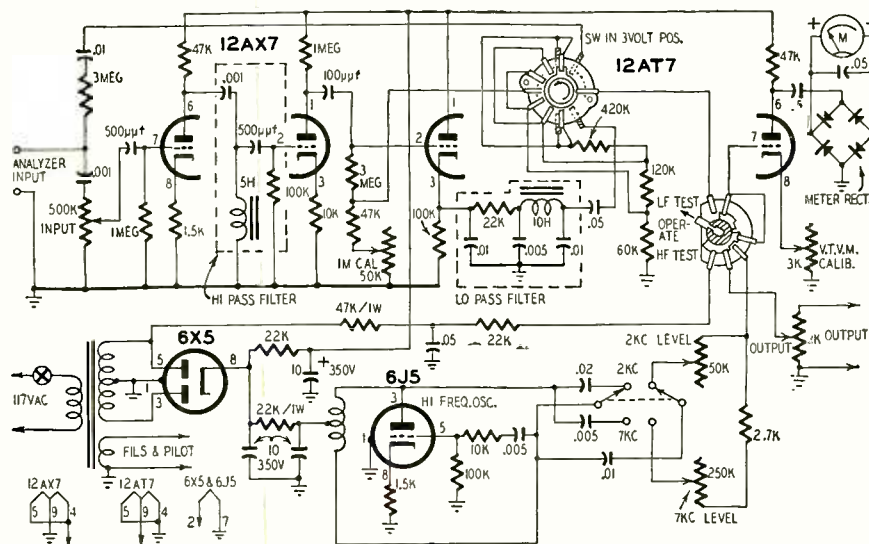 .01
3MEG
ANALYZER
INPUT
.001
500K
INPUT
500μμf
47K
12AX7
6
7
8
1MEG
1.5K
.001
500μμf
5H
100K
HI PASS FILTER
1MEG
100μμf
1
2
3
10K
3
MEG
47K
1M CAL
50K
1
2
3
100K
SW IN 3VOLT POS.
12AT7
420K
120K
60K
22K
10H
.05
.01
.005
.01
LO PASS FILTER
47K
6
7
8
.5
M
+
+
.05
METER RECT.
LF TEST
OPERATE
HF TEST
3K
V.T.V.M.
CALIB.
47K/1W
22K
.05
6X5
5
8
1
3
117VAC
FILS & PILOT
22K
10
+
350V
22K/1W
10
350V
6J5
HI FREQ.OSC.
3
1
5
8
1.5K
10K
.005
100K
.02
2KC
.005
7KC
.01
2KC LEVEL
50K
OUTPUT
OUTPUT
2.7K
250K
7KC LEVEL
12AX7
5 9 4
12AT7
5 9 4
6X5 & 6J5
2 7